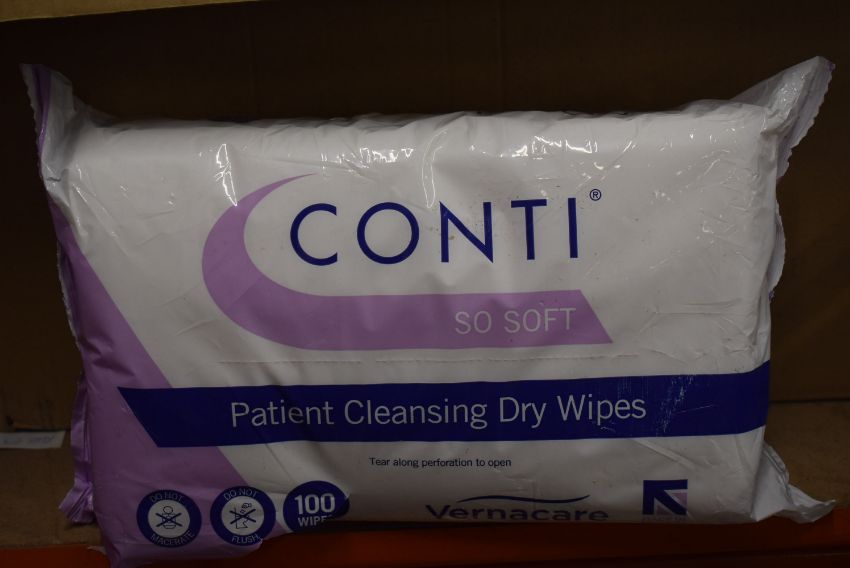 CONTI®
SO SOFT
Patient Cleansing Dry Wipes
Tear along perforation to open
DO NOT
MACERATE
DO NOT
FLUSH
100
WIPES
Vernacare